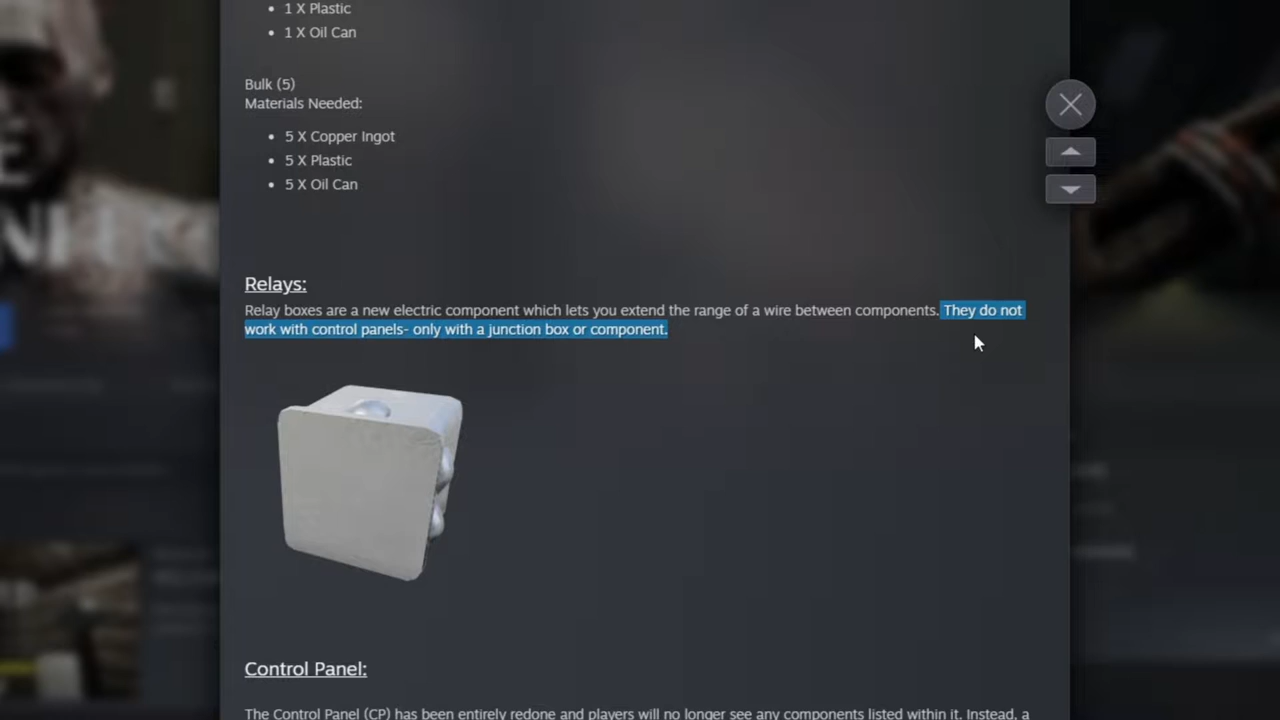 1 X Plastic
1 X Oil Can
Bulk (5)
Materials Needed:
5 X Copper Ingot
5 X Plastic
5 X Oil Can
Relays:
Relay boxes are a new electric component which lets you extend the range of a wire between components. They do not
work with control panels- only with a junction box or component.
Control Panel:
The Control Panel (CP) has been entirely redone and players will no longer see any components listed within it. Instead, a